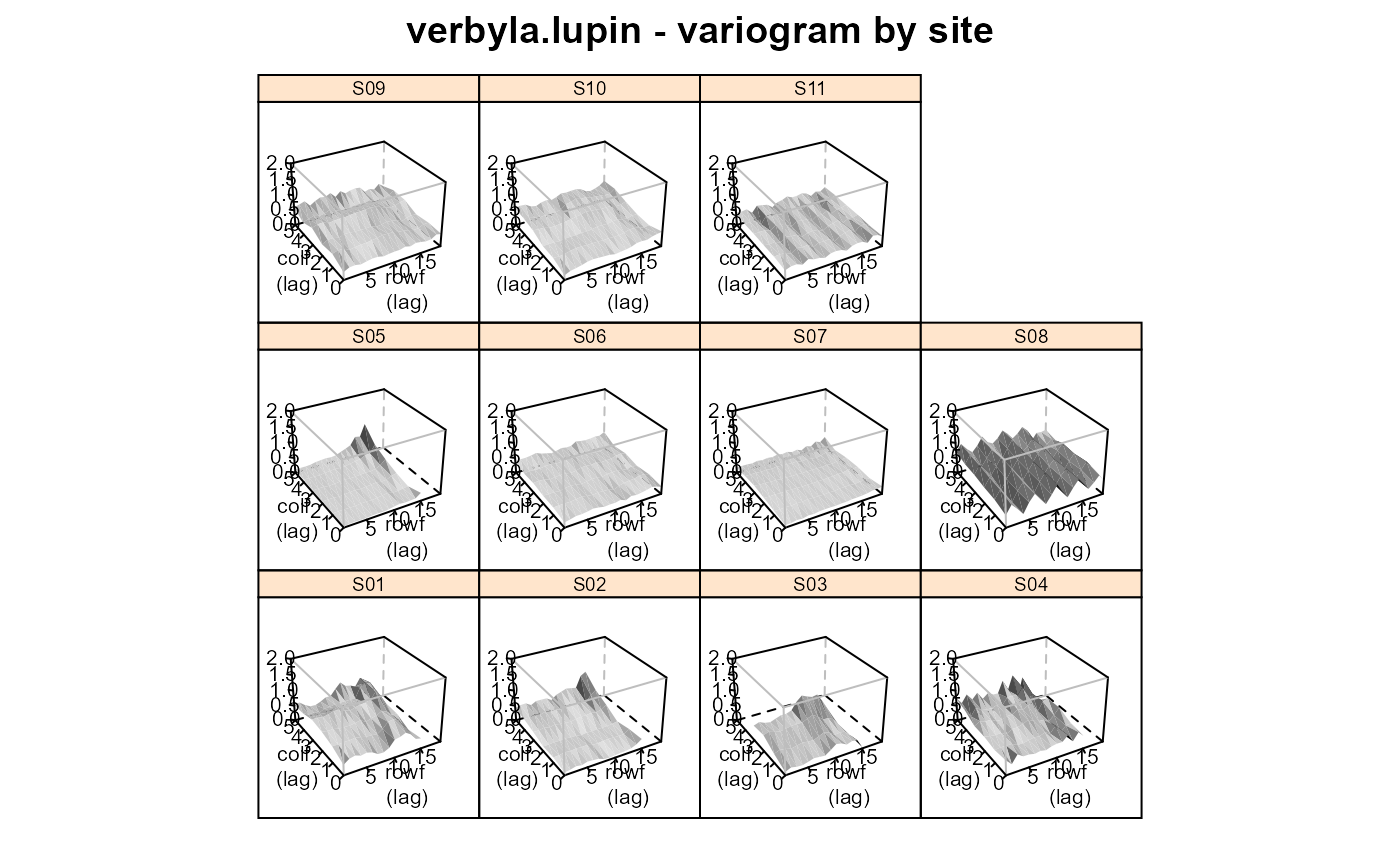 verbyla.lupin - variogram by site
S09 S10 S11
2.0 2.0 2.0
1.5 1.5 1.5
1.0 1.0 1.0
0.5 0.5 0.5
0.0 0.0 0.0
5 5 5
4 4 4
3 3 3
2 2 2
1 1 1
0 0 0
5 10 15 5 10 15 5 10 15
colf rowf colf rowf colf rowf
(lag) (lag) (lag) (lag) (lag) (lag)
S05 S06 S07 S08
2.0 2.0 2.0 2.0
1.5 1.5 1.5 1.5
1.0 1.0 1.0 1.0
0.5 0.5 0.5 0.5
0.0 0.0 0.0 0.0
5 5 5 5
4 4 4 4
3 3 3 3
2 2 2 2
1 1 1 1
0 0 0 0
5 10 15 5 10 15 5 10 15 5 10 15
colf rowf colf rowf colf rowf colf rowf
(lag) (lag) (lag) (lag) (lag) (lag) (lag) (lag)
S01 S02 S03 S04
2.0 2.0 2.0 2.0
1.5 1.5 1.5 1.5
1.0 1.0 1.0 1.0
0.5 0.5 0.5 0.5
0.0 0.0 0.0 0.0
5 5 5 5
4 4 4 4
3 3 3 3
2 2 2 2
1 1 1 1
0 0 0 0
5 10 15 5 10 15 5 10 15 5 10 15
colf rowf colf rowf colf rowf colf rowf
(lag) (lag) (lag) (lag) (lag) (lag) (lag) (lag)